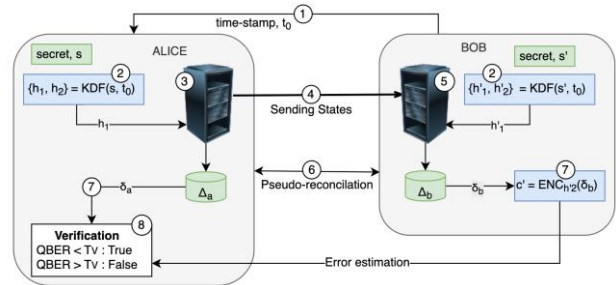 1
time-stamp, t0
ALICE
secret, s
2
{h1, h2} = KDF(s, t0)
h1
3
4
Sending States
BOB
secret, s'
2
{h'1, h'2} = KDF(s', t0)
h'1
5
6
Pseudo-reconcilation
7
δa
Δa
Δb
δb
7
c' = ENCh'2(δb)
8
Verification
QBER < TV : True
QBER > TV : False
Error estimation